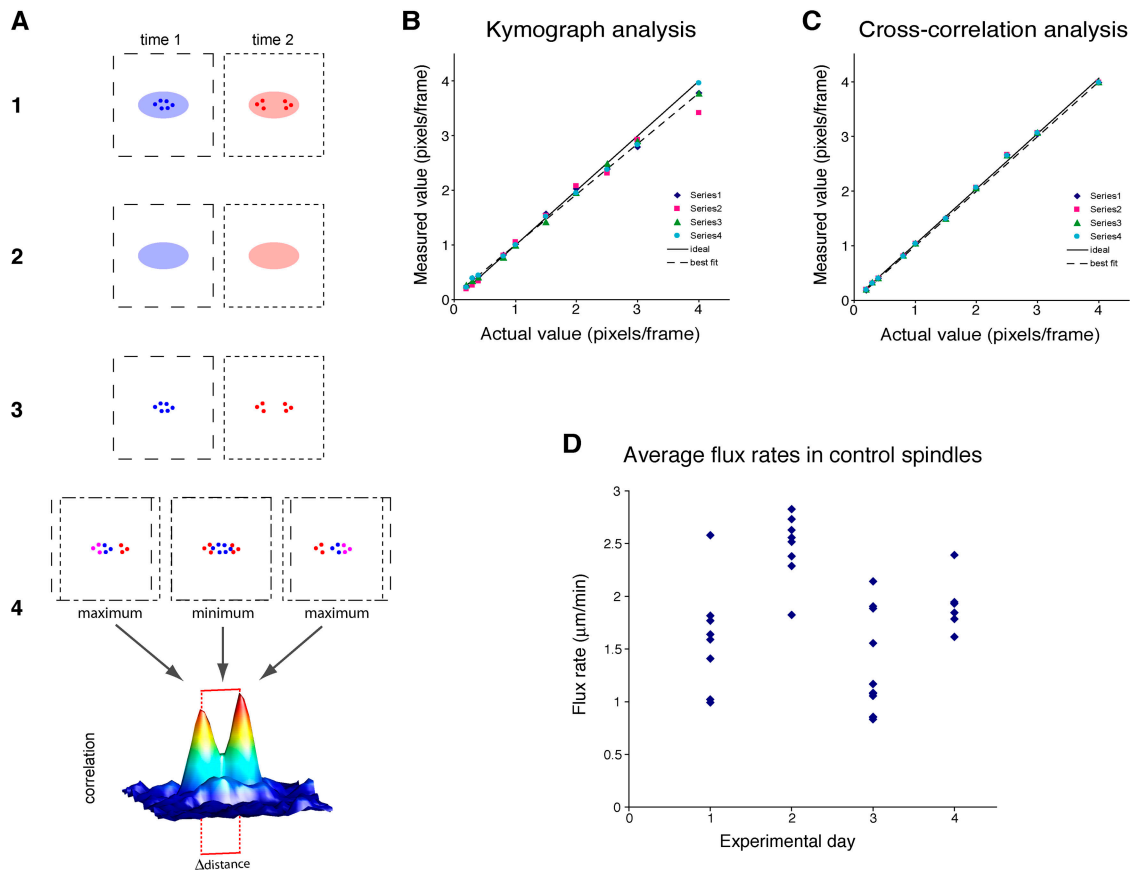 A
time 1 time 2
1
2
3
4
maximum minimum maximum
correlation
Δdistance
B
Kymograph analysis
Measured value (pixels/frame)
4
3
2
1
0
0 1 2 3 4
Actual value (pixels/frame)
Series1
Series2
Series3
Series4
ideal
best fit
C
Cross-correlation analysis
Measured value (pixels/frame)
4
3
2
1
0
0 1 2 3 4
Actual value (pixels/frame)
Series1
Series2
Series3
Series4
ideal
best fit
D
Average flux rates in control spindles
Flux rate (μm/min)
3
2.5
2
1.5
1
0.5
0
0 1 2 3 4
Experimental day